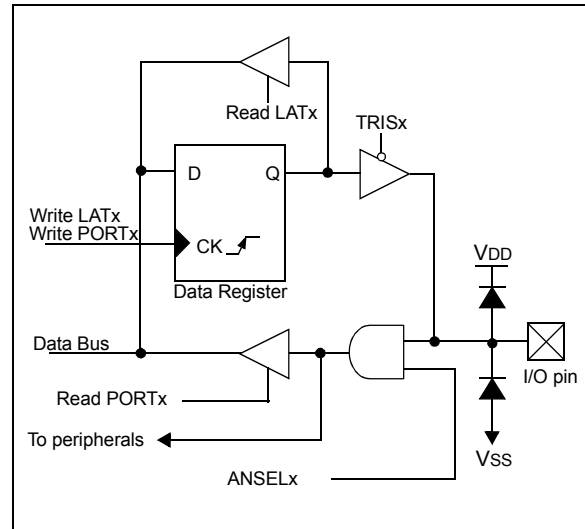 Read LATx
TRISx
D Q
Write LATx
Write PORTx
CK
Data Register
VDD
Data Bus
I/O pin
Read PORTx
To peripherals
VSS
ANSELx